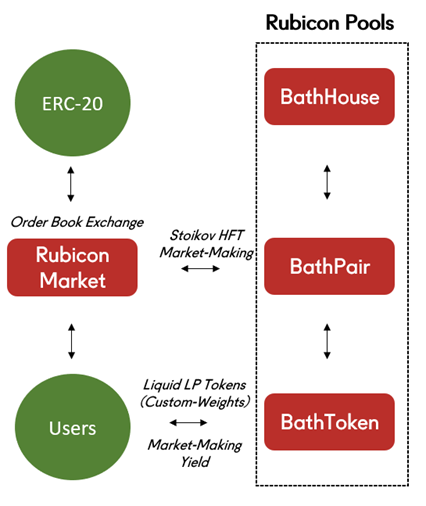 Rubicon Pools
ERC-20
BathHouse
Order Book Exchange
Stoikov HFT
Market-Making
Rubicon
Market
BathPair
Liquid LP Tokens
(Custom-Weights)
Users
BathToken
Market-Making
Yield